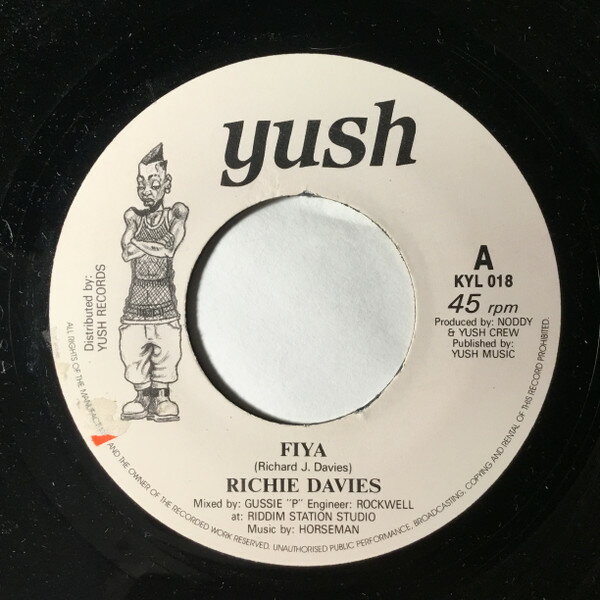 yush
Distributed by:
YUSH RECORDS
A
KYL 018
45 rpm
Produced by: NODDY
& YUSH CREW
Published by:
YUSH MUSIC
FIYA
(Richard J. Davies)
RICHIE DAVIES
Mixed by: GUSSIE "P" Engineer: ROCKWELL
at: RIDDIM STATION STUDIO
Music by: HORSEMAN
ALL RIGHTS OF THE MANUFACTURER AND THE OWNER OF THE RECORDED WORK RESERVED. UNAUTHORISED PUBLIC PERFORMANCE, BROADCASTING, COPYING AND RENTAL OF THIS RECORD PROHIBITED.